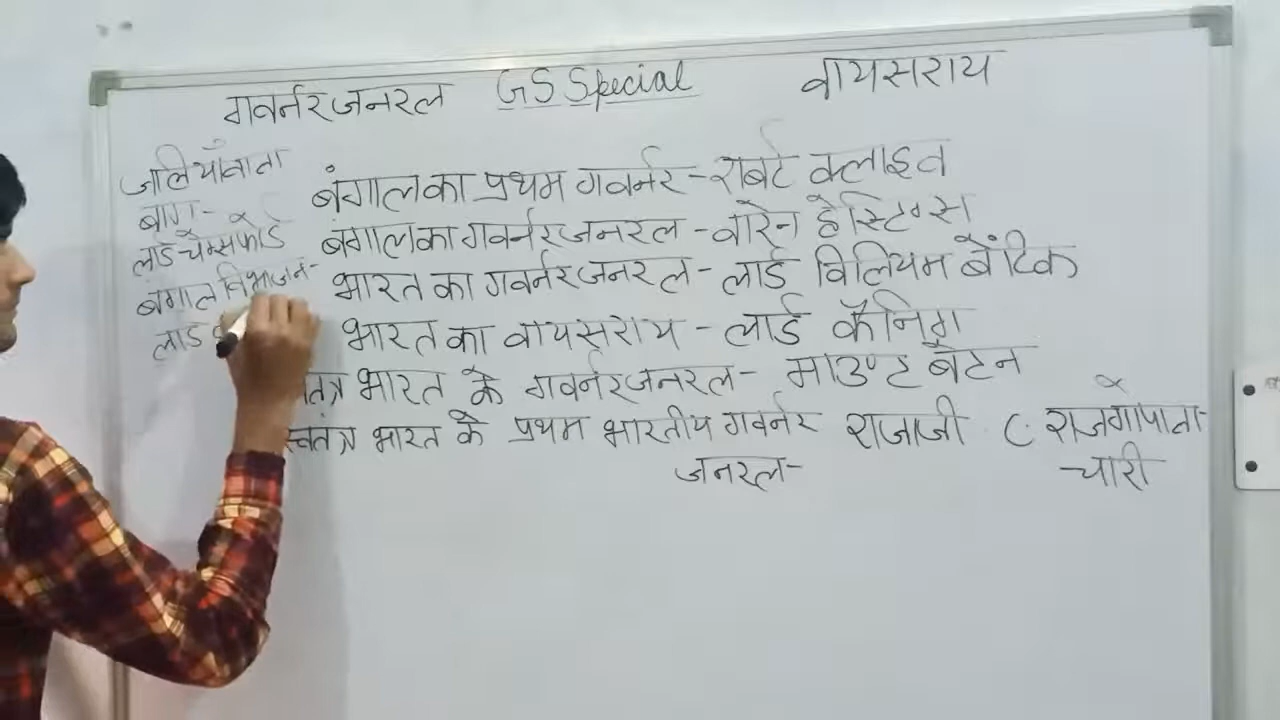 गवर्नर जनरल GS Special वायसराय
जलियाँवाला
बाग-
लार्ड चेम्सफोर्ड
बंगाल विभाजन-
लार्ड
बंगाल का प्रथम गवर्नर - राबर्ट क्लाइव
बंगाल का गवर्नर जनरल - वारेन हेस्टिंग्स
भारत का गवर्नर जनरल - लार्ड विलियम बैंटिक
भारत का वायसराय - लार्ड कैनिंग
भारत के गवर्नर जनरल - माउण्ट बेटन
स्वतंत्र भारत के प्रथम भारतीय गवर्नर राजाजी C. राजगोपाला-
जनरल- चारी